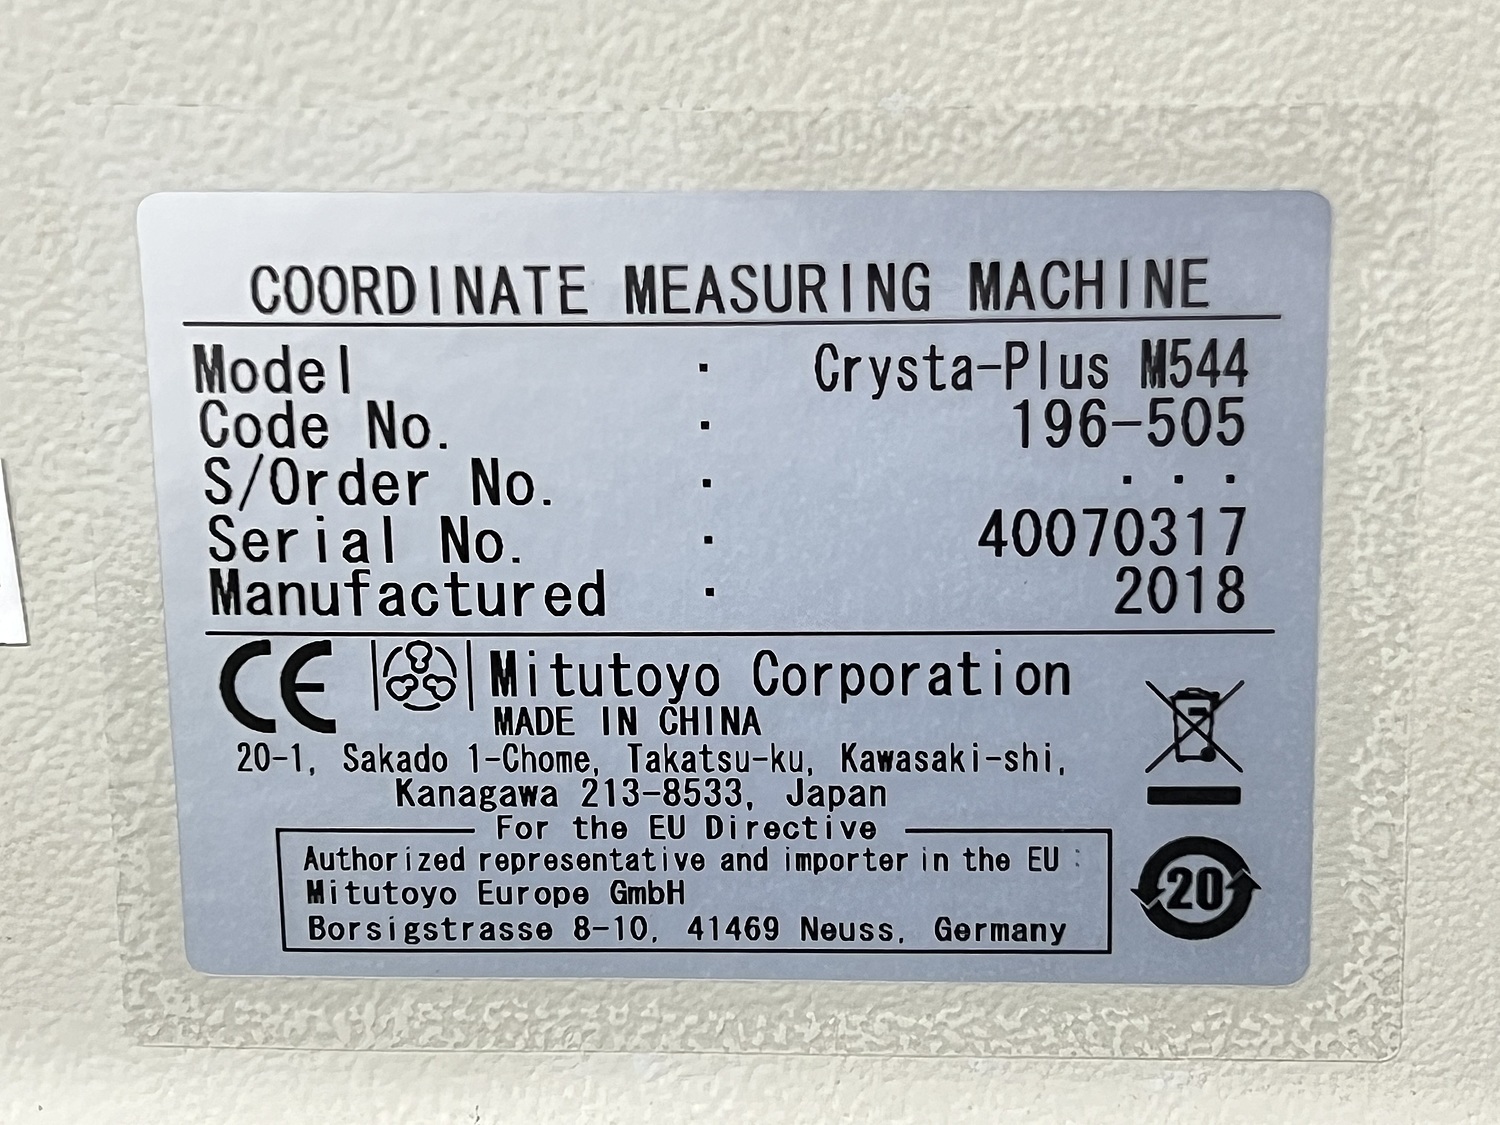 COORDINATE MEASURING MACHINE
Model · Crysta-Plus M544
Code No. · 196-505
S/Order No. · · · ·
Serial No. · 40070317
Manufactured · 2018
CE Mitutoyo Corporation
MADE IN CHINA
20-1, Sakado 1-Chome, Takatsu-ku, Kawasaki-shi,
Kanagawa 213-8533, Japan
For the EU Directive
Authorized representative and importer in the EU :
Mitutoyo Europe GmbH
Borsigstrasse 8-10, 41469 Neuss, Germany
20